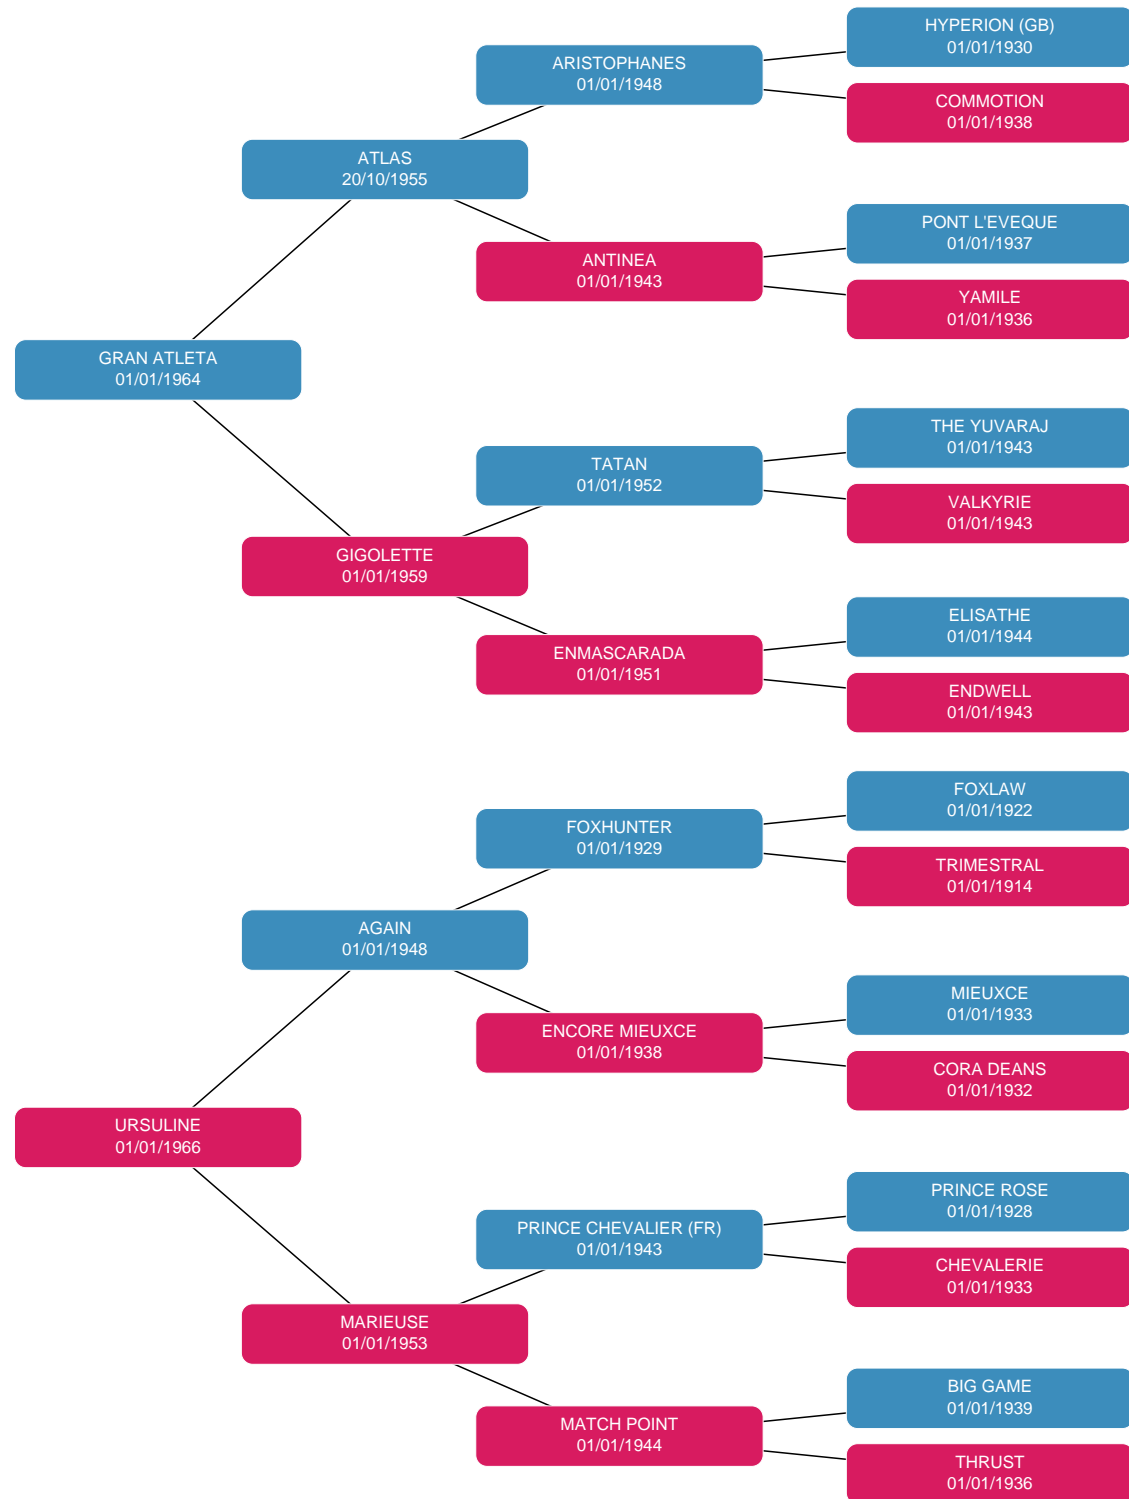 HYPERION (GB)
01/01/1930
ARISTOPHANES
01/01/1948
COMMOTION
01/01/1938
ATLAS
20/10/1955
PONT L'EVEQUE
01/01/1937
ANTINEA
01/01/1943
YAMILE
01/01/1936
GRAN ATLETA
01/01/1964
THE YUVARAJ
01/01/1943
TATAN
01/01/1952
VALKYRIE
01/01/1943
GIGOLETTE
01/01/1959
ELISATHE
01/01/1944
ENMASCARADA
01/01/1951
ENDWELL
01/01/1943
FOXLAW
01/01/1922
FOXHUNTER
01/01/1929
TRIMESTRAL
01/01/1914
AGAIN
01/01/1948
MIEUXCE
01/01/1933
ENCORE MIEUXCE
01/01/1938
CORA DEANS
01/01/1932
URSULINE
01/01/1966
PRINCE ROSE
01/01/1928
PRINCE CHEVALIER (FR)
01/01/1943
CHEVALERIE
01/01/1933
MARIEUSE
01/01/1953
BIG GAME
01/01/1939
MATCH POINT
01/01/1944
THRUST
01/01/1936